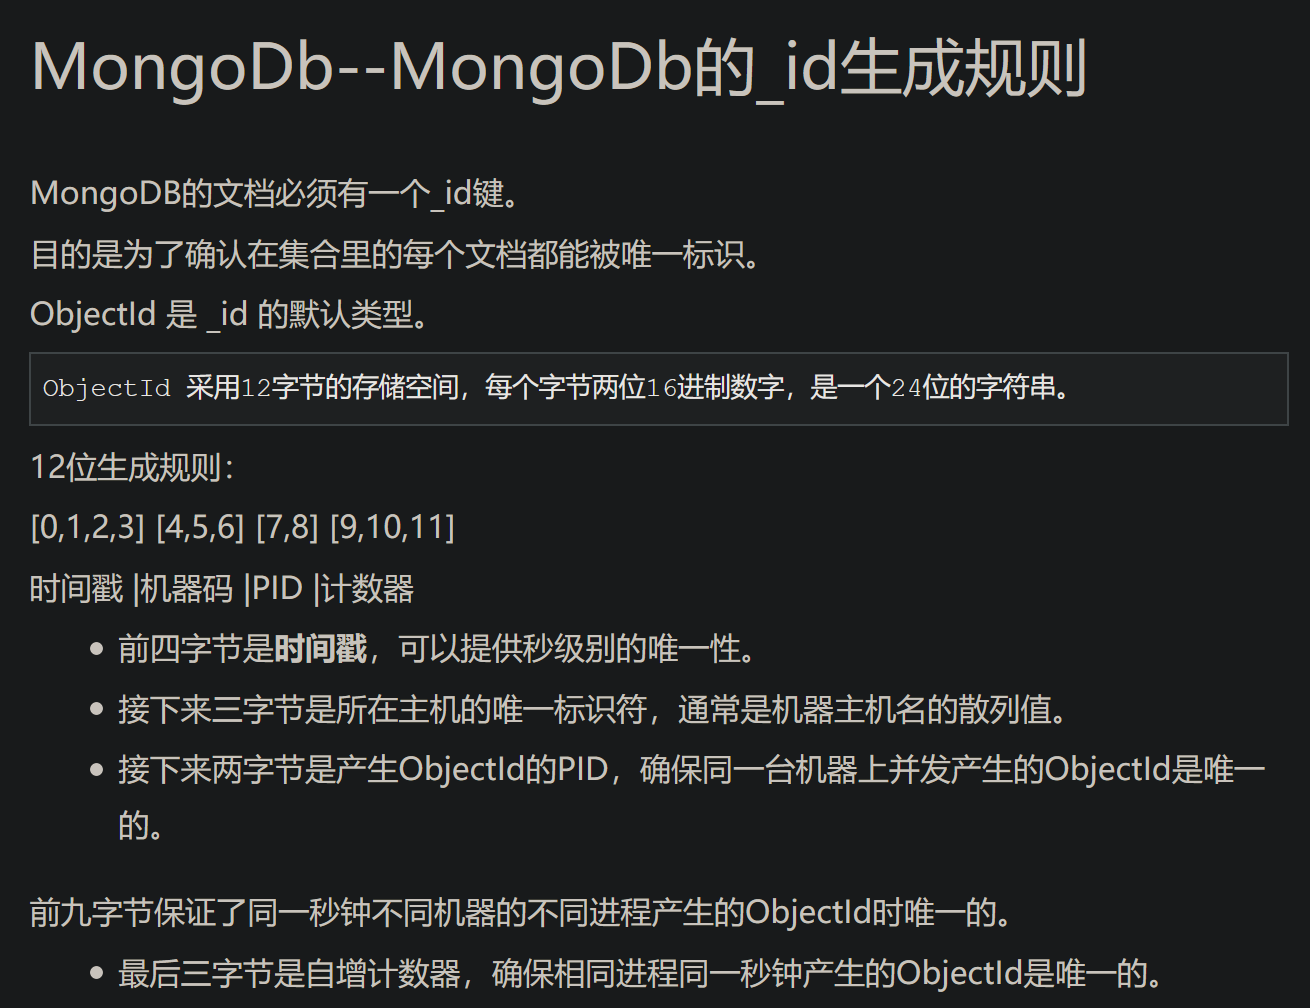 MongoDb--MongoDb的_id生成规则
MongoDB的文档必须有一个_id键。
目的是为了确认在集合里的每个文档都能被唯一标识。
ObjectId 是 _id 的默认类型。
ObjectId 采用12字节的存储空间，每个字节两位16进制数字，是一个24位的字符串。
12位生成规则：
[0,1,2,3] [4,5,6] [7,8] [9,10,11]
时间戳 |机器码 |PID |计数器
前四字节是时间戳，可以提供秒级别的唯一性。
接下来三字节是所在主机的唯一标识符，通常是机器主机名的散列值。
接下来两字节是产生ObjectId的PID，确保同一台机器上并发产生的ObjectId是唯一
的。
前九字节保证了同一秒钟不同机器的不同进程产生的ObjectId时唯一的。
最后三字节是自增计数器，确保相同进程同一秒钟产生的ObjectId是唯一的。